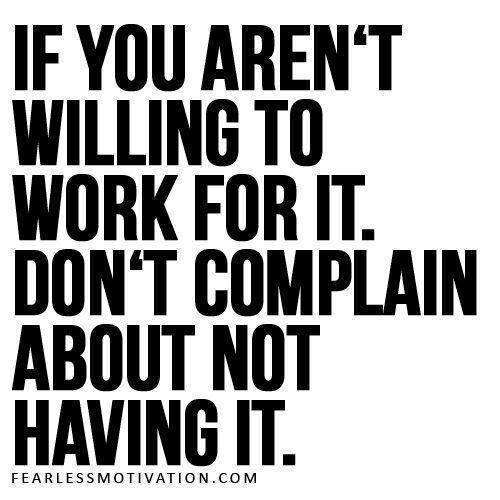 IF YOU AREN‘T
WILLING TO
WORK FOR IT.
DON‘T COMPLAIN
ABOUT NOT
HAVING IT.
FEARLESSMOTIVATION.COM